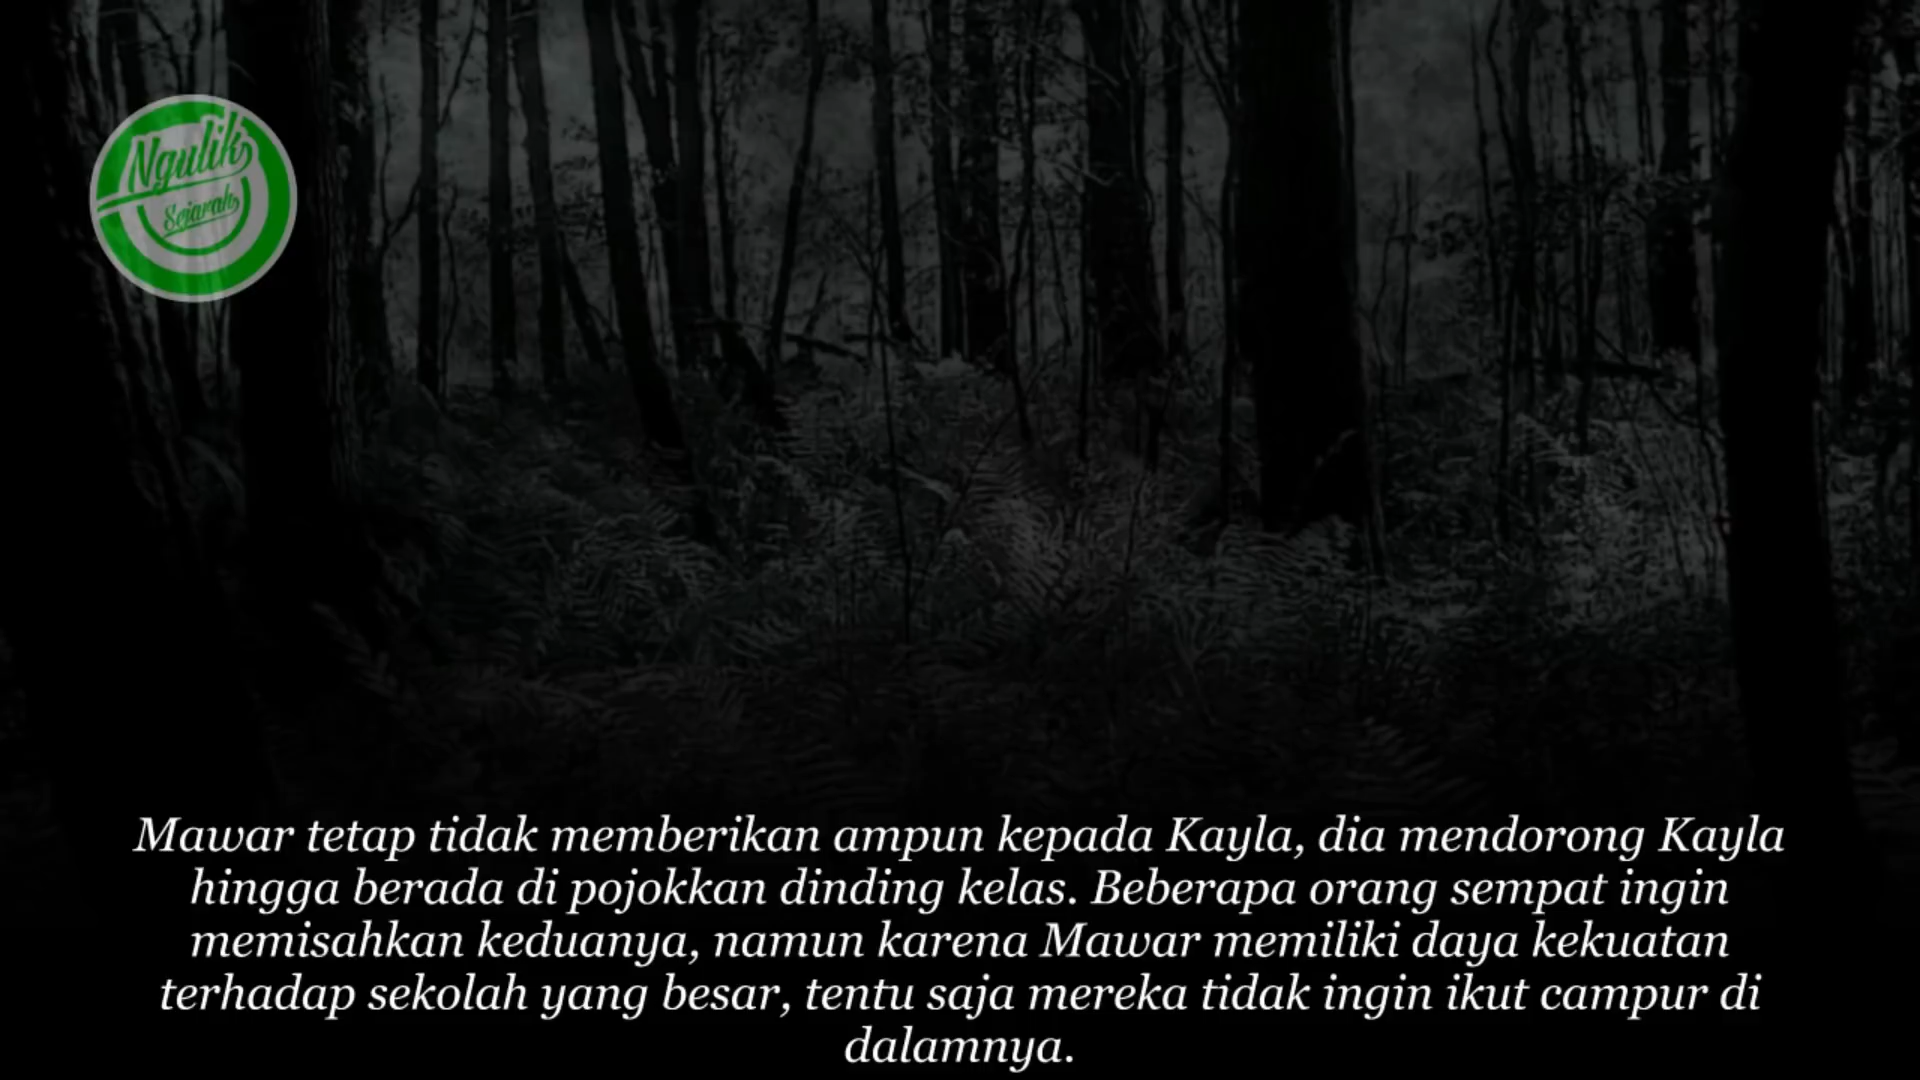 Ngulik
Sejarah
Mawar tetap tidak memberikan ampun kepada Kayla, dia mendorong Kayla
hingga berada di pojokkan dinding kelas. Beberapa orang sempat ingin
memisahkan keduanya, namun karena Mawar memiliki daya kekuatan
terhadap sekolah yang besar, tentu saja mereka tidak ingin ikut campur di
dalamnya.